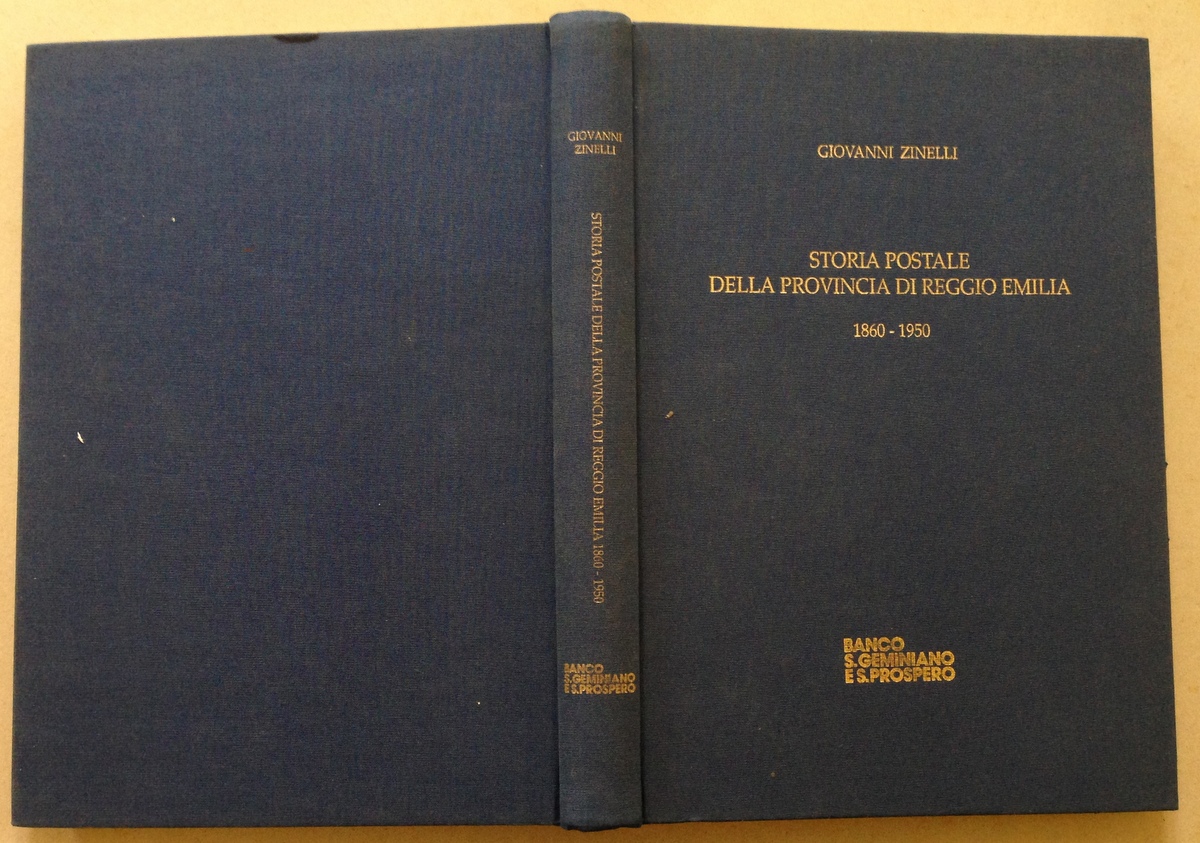 GIOVANNI
ZINELLI
STORIA POSTALE DELLA PROVINCIA DI REGGIO EMILIA 1860 - 1950
BANCO
S.GEMINIANO
E S.PROSPERO
GIOVANNI ZINELLI
STORIA POSTALE
DELLA PROVINCIA DI REGGIO EMILIA
1860 - 1950
BANCO
S.GEMINIANO
E S.PROSPERO